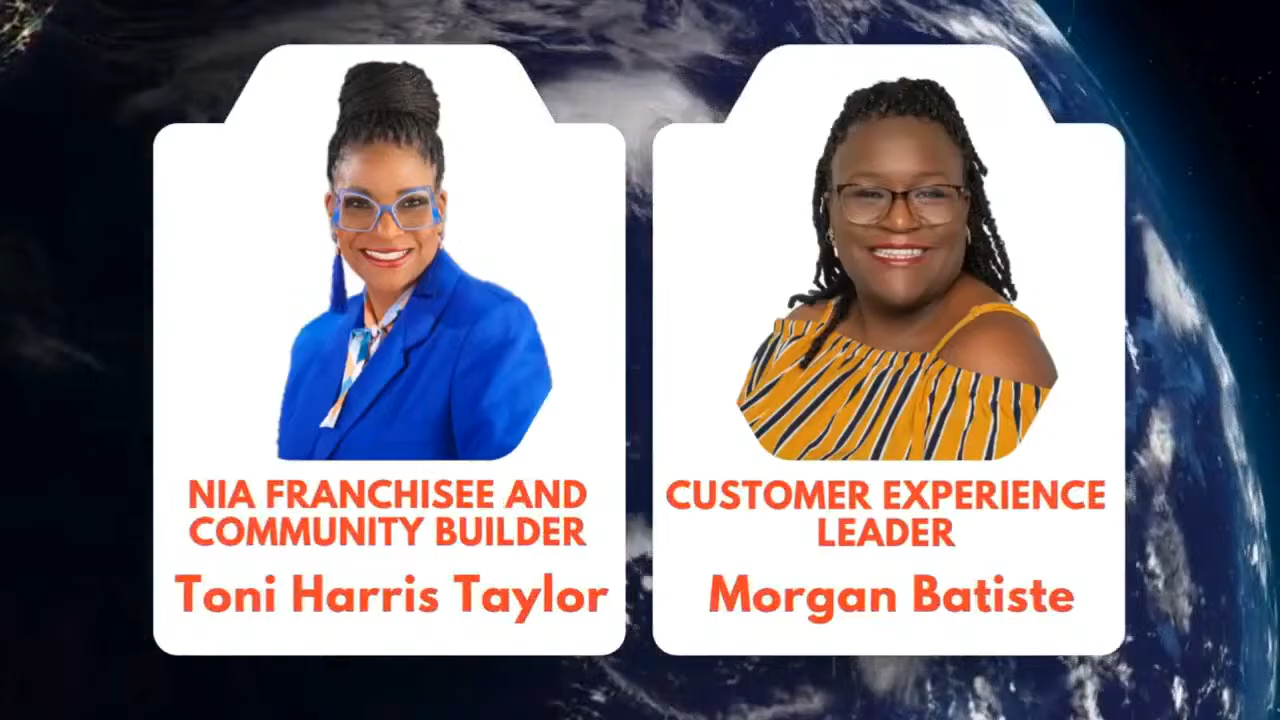 NIA FRANCHISEE AND
COMMUNITY BUILDER
Toni Harris Taylor
CUSTOMER EXPERIENCE
LEADER
Morgan Batiste